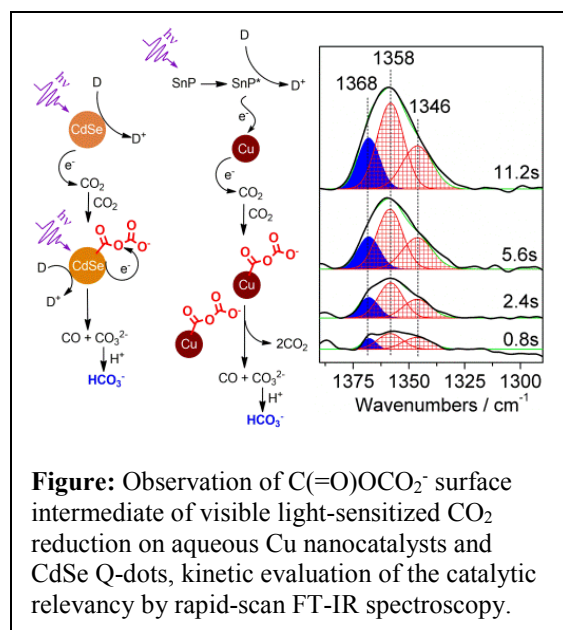 hν
D
CdSe
D⁺
e⁻
CO₂
CO₂
hν
O
O
O
O⁻
D
CdSe
e⁻
D⁺
CO + CO₃²⁻
H⁺
HCO₃⁻
hν
D
SnP
SnP*
D⁺
e⁻
Cu
e⁻
CO₂
CO₂
O
O
O
O⁻
Cu
O
O
O
O⁻
Cu
2CO₂
CO + CO₃²⁻
H⁺
HCO₃⁻
1358
1368
1346
11.2s
5.6s
2.4s
0.8s
1375 1350 1325 1300
Wavenumbers / cm⁻¹
Figure: Observation of C(=O)OCO₂⁻ surface
intermediate of visible light-sensitized CO₂
reduction on aqueous Cu nanocatalysts and
CdSe Q-dots, kinetic evaluation of the catalytic
relevancy by rapid-scan FT-IR spectroscopy.